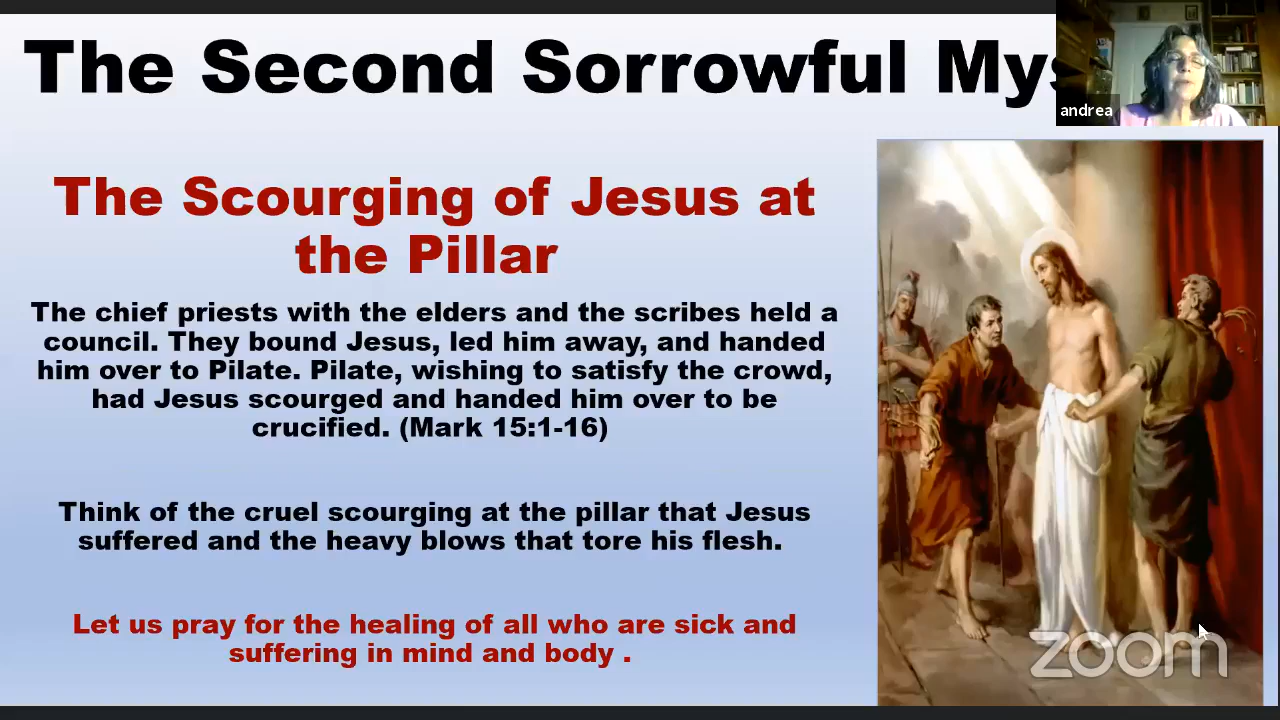 The Second Sorrowful Mys
andrea
The Scourging of Jesus at
the Pillar
The chief priests with the elders and the scribes held a
council. They bound Jesus, led him away, and handed
him over to Pilate. Pilate, wishing to satisfy the crowd,
had Jesus scourged and handed him over to be
crucified. (Mark 15:1-16)
Think of the cruel scourging at the pillar that Jesus
suffered and the heavy blows that tore his flesh.
Let us pray for the healing of all who are sick and
suffering in mind and body .
zoom